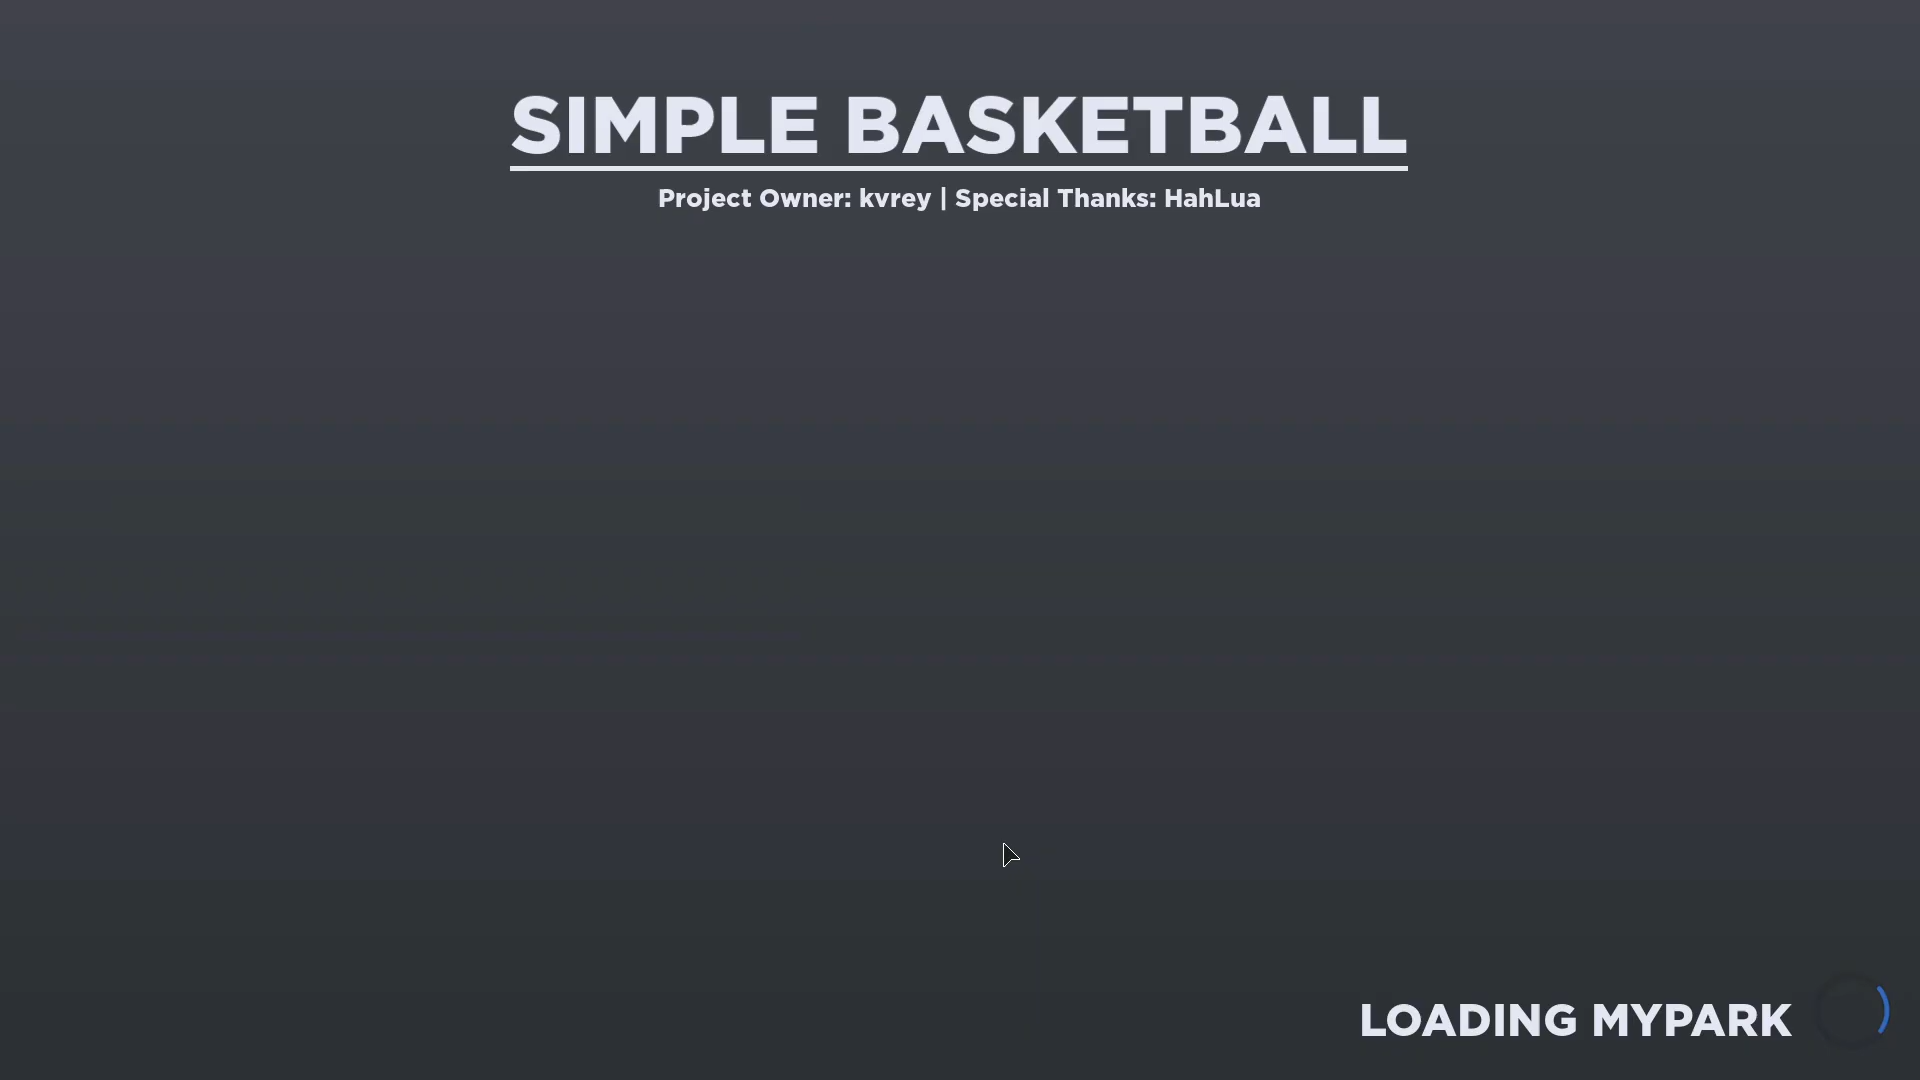 SIMPLE BASKETBALL
Project Owner: kvrey | Special Thanks: HahLua
LOADING MYPARK